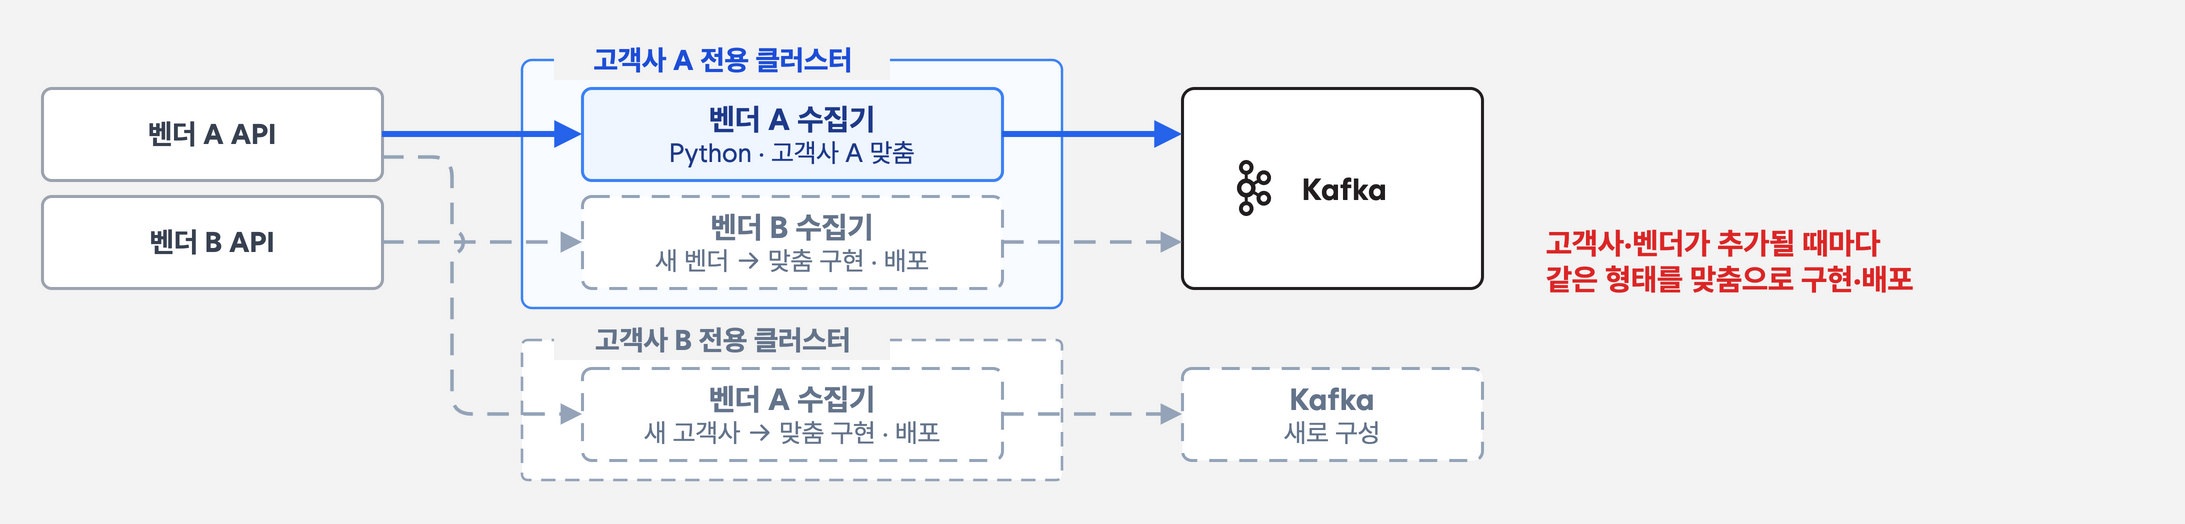 고객사 A 전용 클러스터
벤더 A API
벤더 A 수집기
Python · 고객사 A 맞춤
벤더 B API
벤더 B 수집기
새 벤더 → 맞춤 구현 · 배포
Kafka
고객사·벤더가 추가될 때마다
같은 형태를 맞춤으로 구현·배포
고객사 B 전용 클러스터
벤더 A 수집기
새 고객사 → 맞춤 구현 · 배포
Kafka
새로 구성